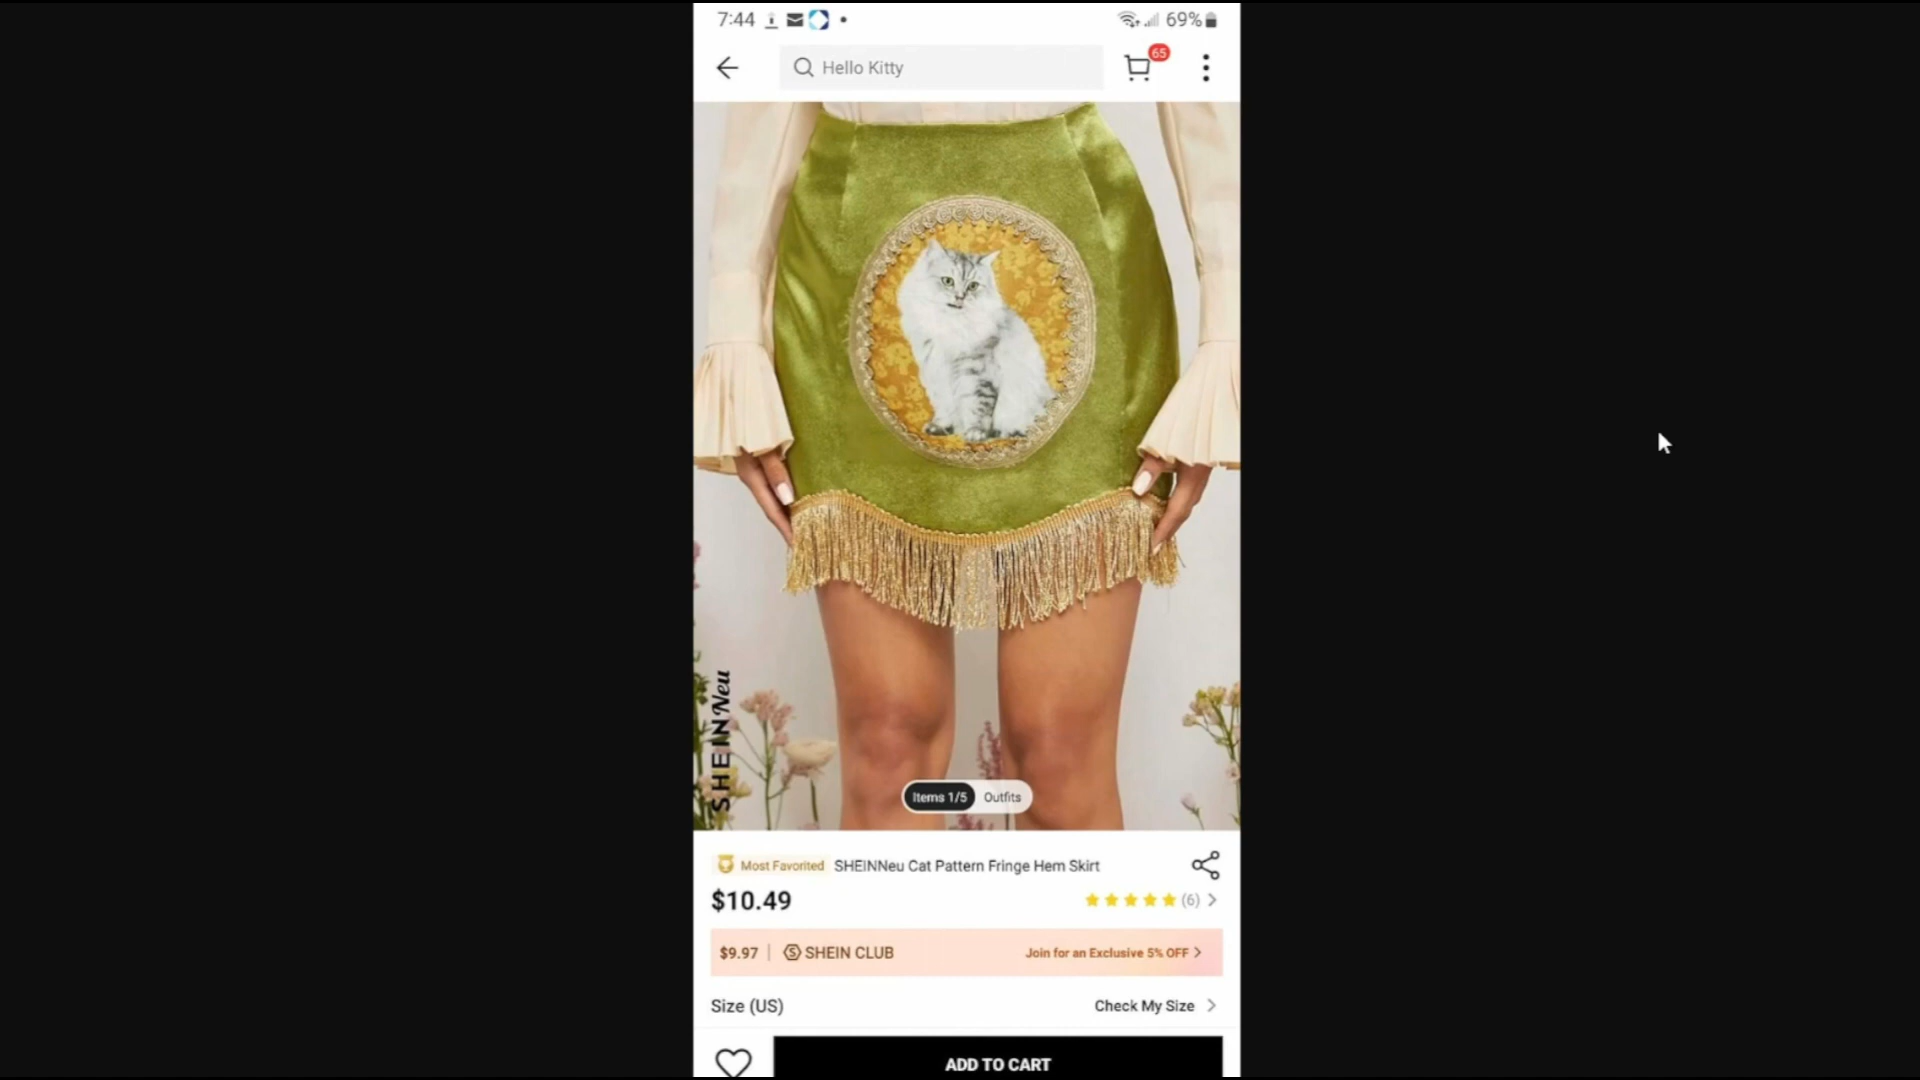 7:44
69%
65
Hello Kitty
SHEINNeu
Items 1/5 Outfits
Most Favorited SHEINNeu Cat Pattern Fringe Hem Skirt
$10.49
(6)
$9.97 | SHEIN CLUB
Join for an Exclusive 5% OFF >
Size (US)
Check My Size >
ADD TO CART